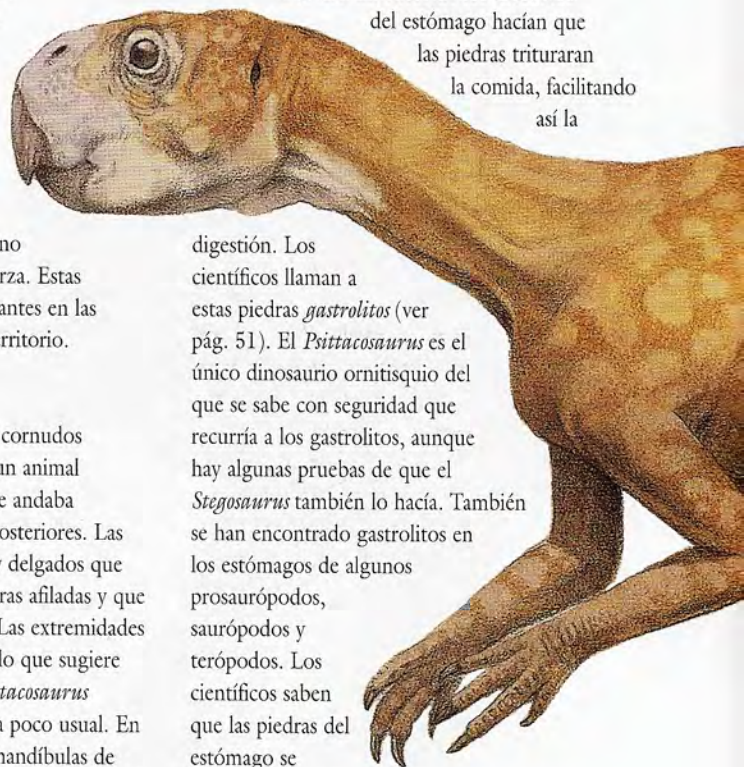 no
rza. Estas
antes en las
rritorio.
cornudos
un animal
e andaba
osteriores. Las
y delgados que
ras afiladas y que
Las extremidades
lo que sugiere
tacosaurus
a poco usual. En
mandíbulas de
del estómago hacían que
las piedras trituraran
la comida, facilitando
así la
digestión. Los
científicos llaman a
estas piedras gastrolitos (ver
pág. 51). El Psittacosaurus es el
único dinosaurio ornitisquio del
que se sabe con seguridad que
recurría a los gastrolitos, aunque
hay algunas pruebas de que el
Stegosaurus también lo hacía. También
se han encontrado gastrolitos en
los estómagos de algunos
prosaurópodos,
saurópodos y
terópodos. Los
científicos saben
que las piedras del
estómago se